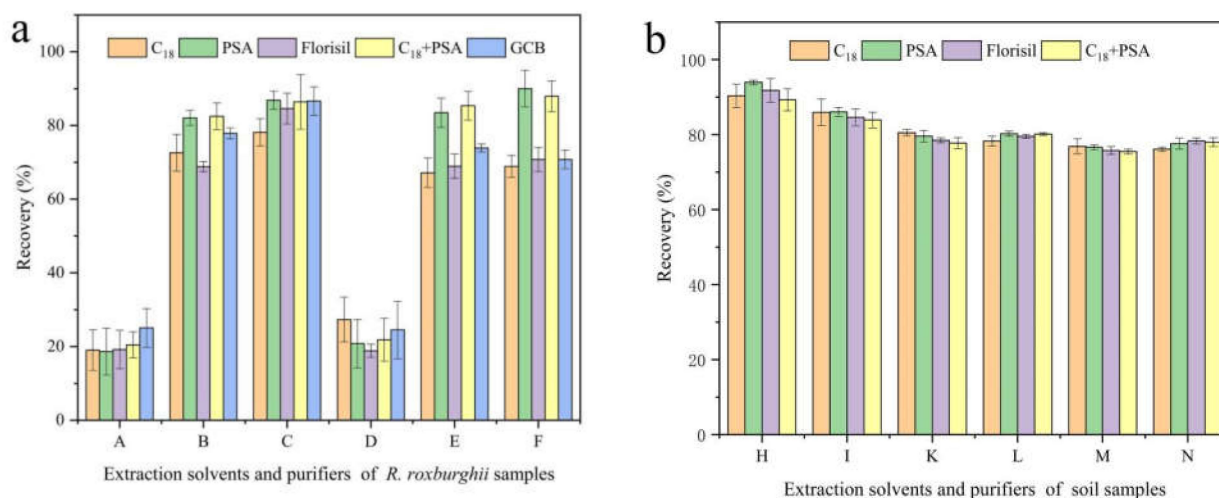 a
C₁₈ PSA Florisil C₁₈+PSA GCB
100
80
60
40
20
0
Recovery (%)
A B C D E F
Extraction solvents and purifiers of R. roxburghii samples
b
C₁₈ PSA Florisil C₁₈+PSA
100
80
60
40
20
0
Recovery (%)
H I K L M N
Extraction solvents and purifiers of soil samples